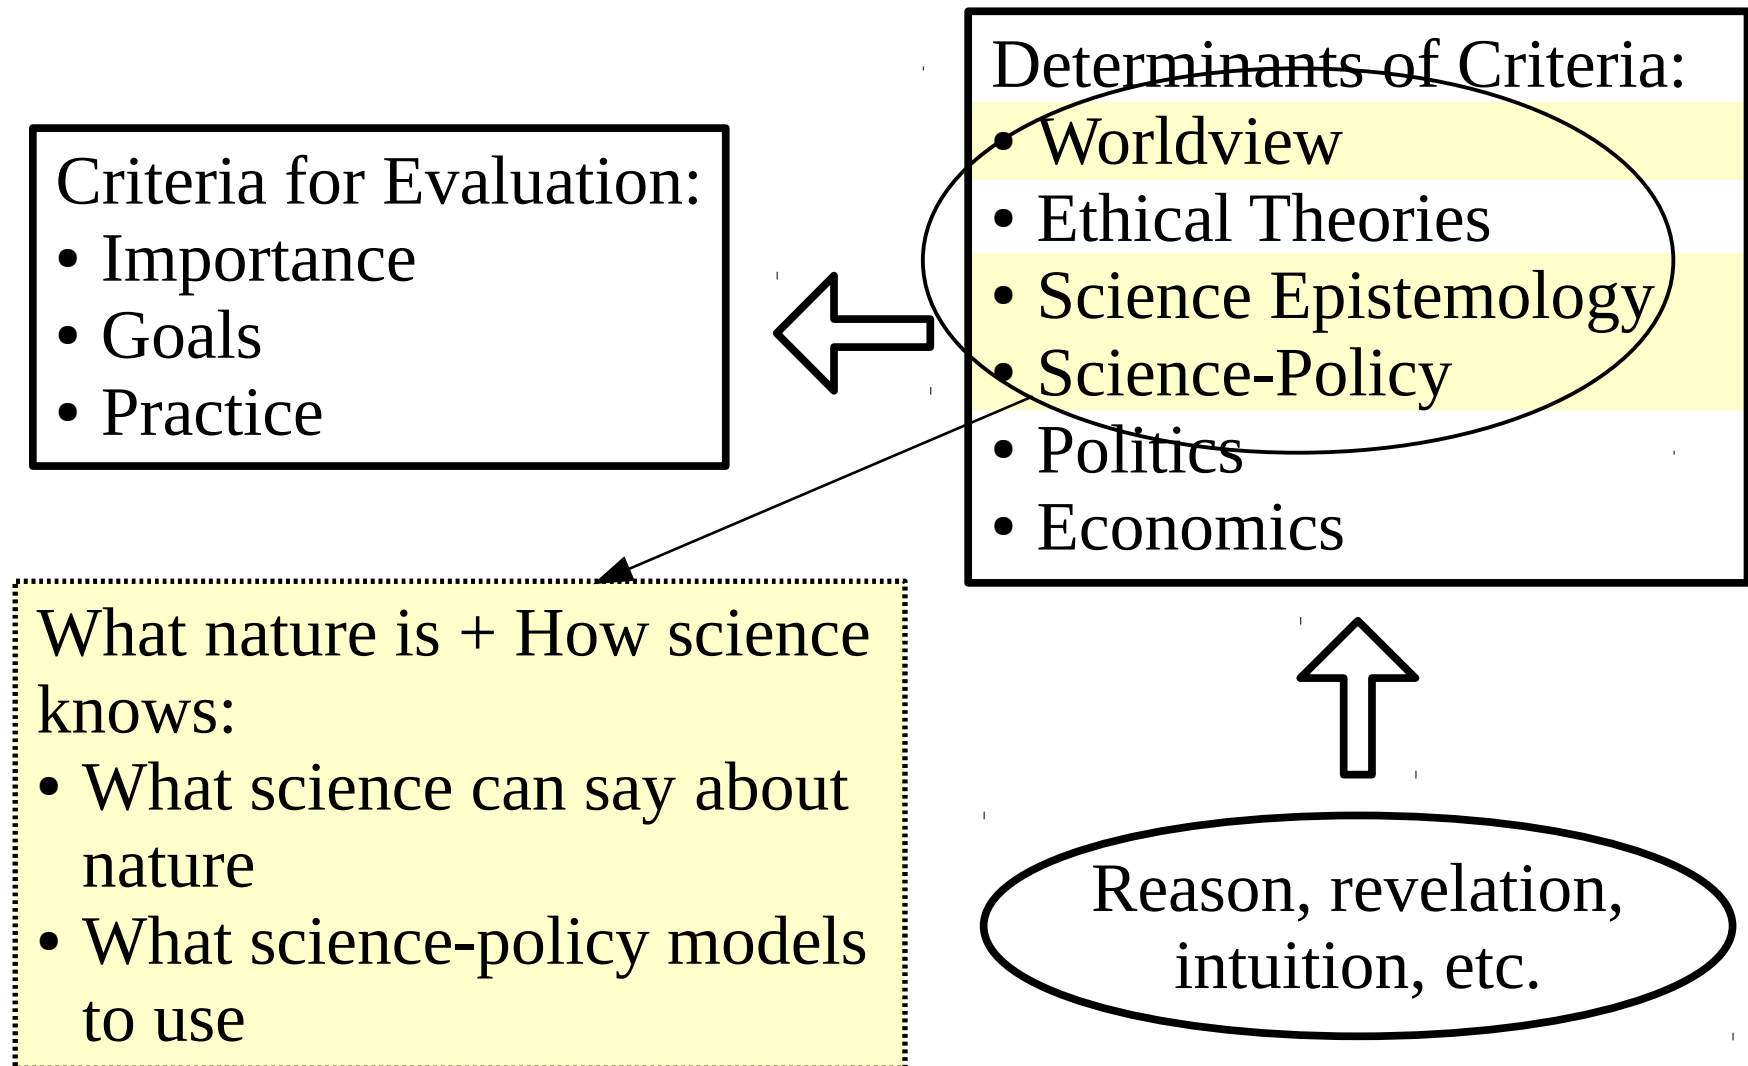 Criteria for Evaluation:
• Importance
• Goals
• Practice
Determinants of Criteria:
• Worldview
• Ethical Theories
• Science Epistemology
• Science-Policy
• Politics
• Economics
What nature is + How science
knows:
• What science can say about
nature
• What science-policy models
to use
Reason, revelation,
intuition, etc.